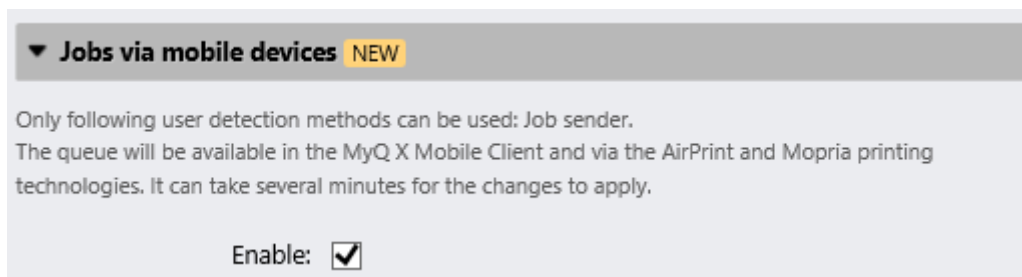 Jobs via mobile devices NEW
Only following user detection methods can be used: Job sender.
The queue will be available in the MyQ X Mobile Client and via the AirPrint and Mopria printing
technologies. It can take several minutes for the changes to apply.
Enable: